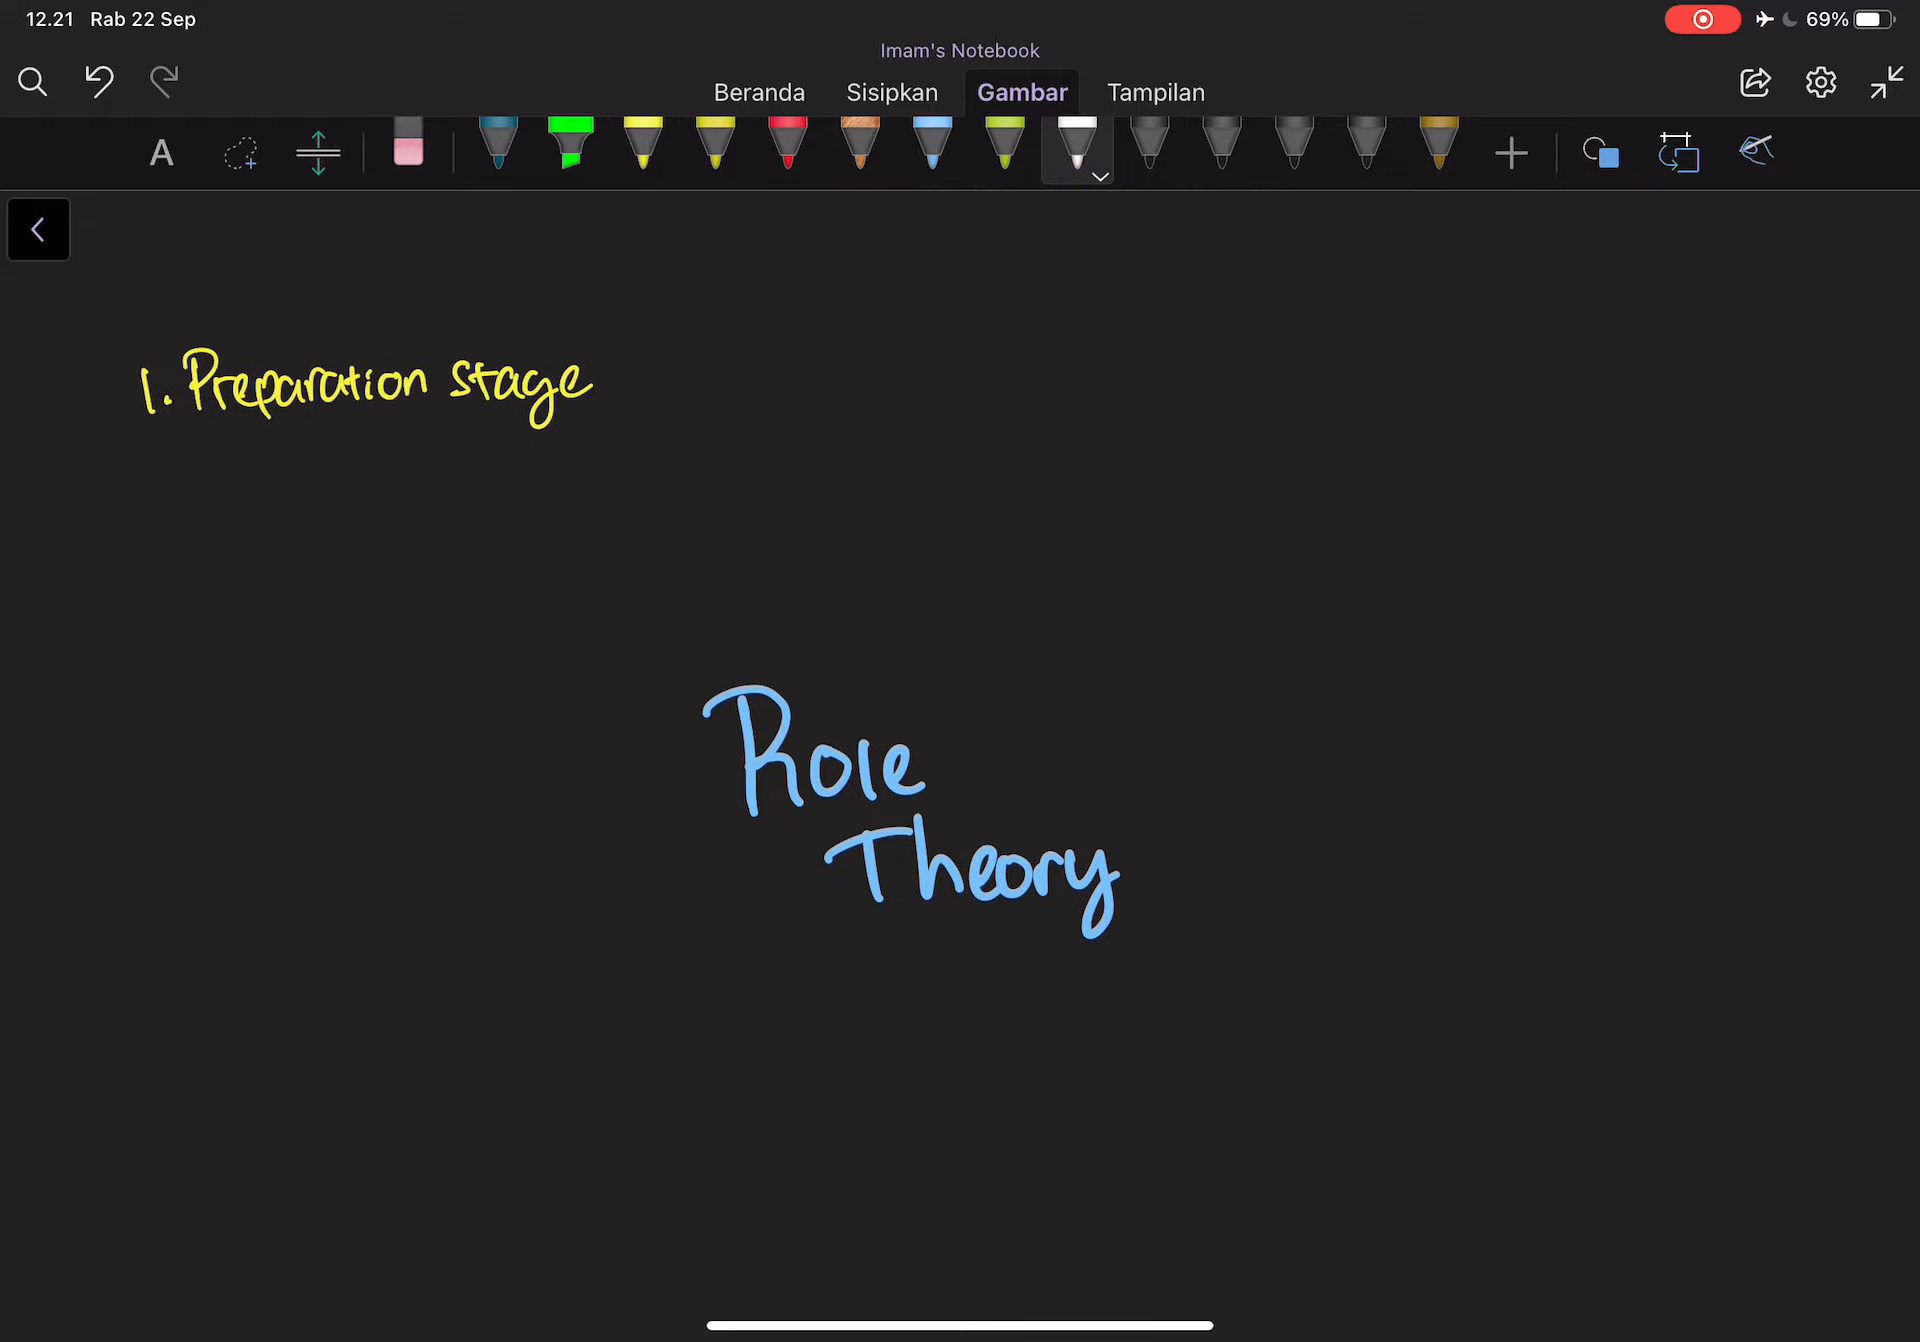 12.21 Rab 22 Sep
69%
Imam's Notebook
Beranda Sisipkan Gambar Tampilan
A
1. Preparation stage
Role
Theory